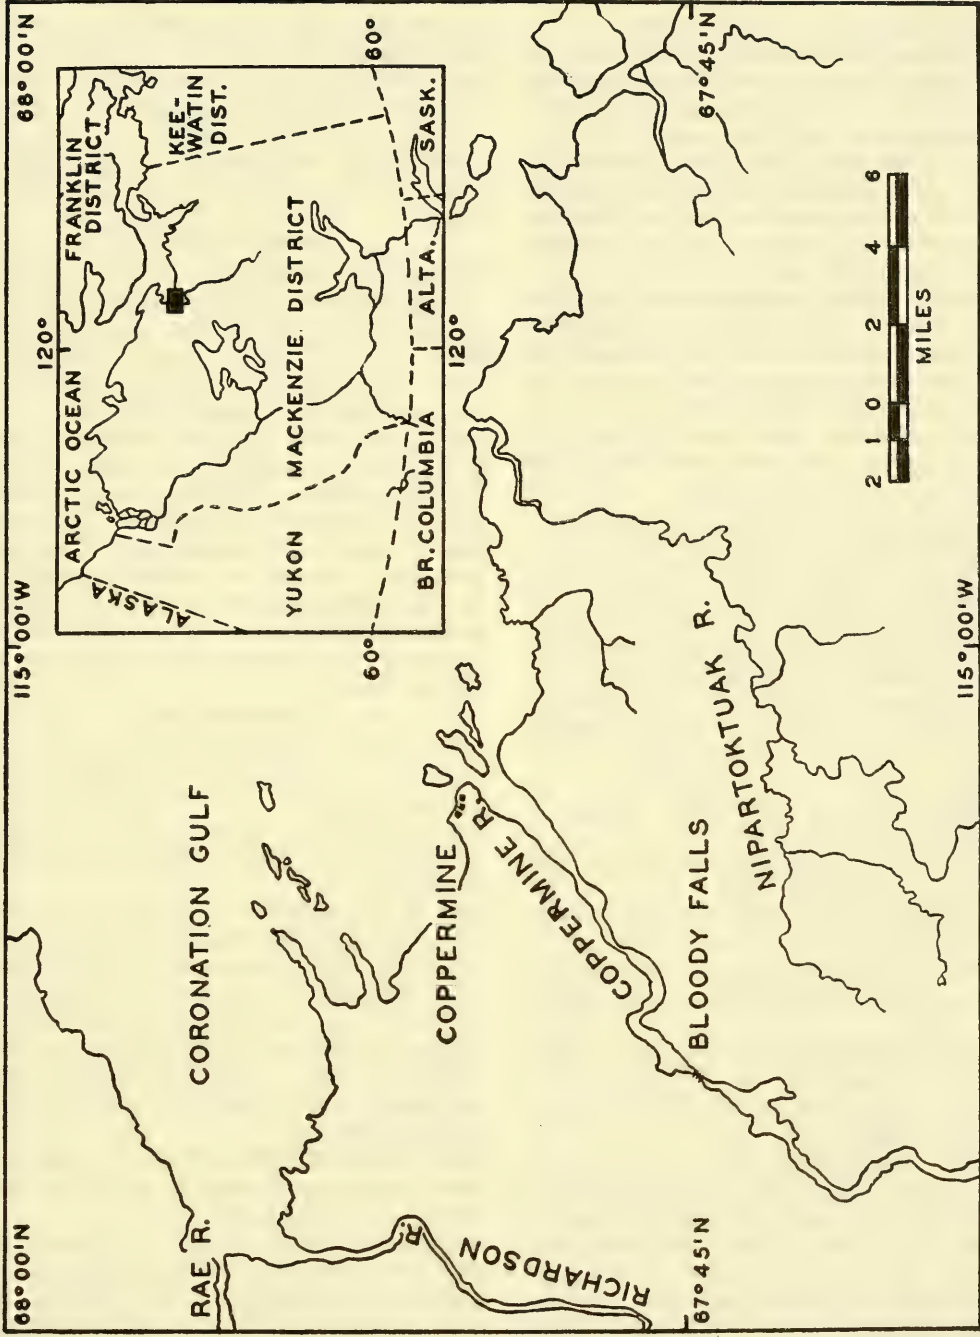 68°00'N
115°00'W
68°00'N
RAE R.
CORONATION GULF
RICHARDSON
R.
COPPERMINE
COPPERMINE R.
BLOODY FALLS
NIPARTOKTUAK R.
67°45'N
115°00'W
67°45'N
120°
ARCTIC OCEAN
FRANKLIN
DISTRICT
KEE-
WATIN
DIST.
ALASKA
YUKON
MACKENZIE DISTRICT
60°
60°
BR.COLUMBIA
ALTA.
SASK.
120°
2 1 0 2 4 6
MILES